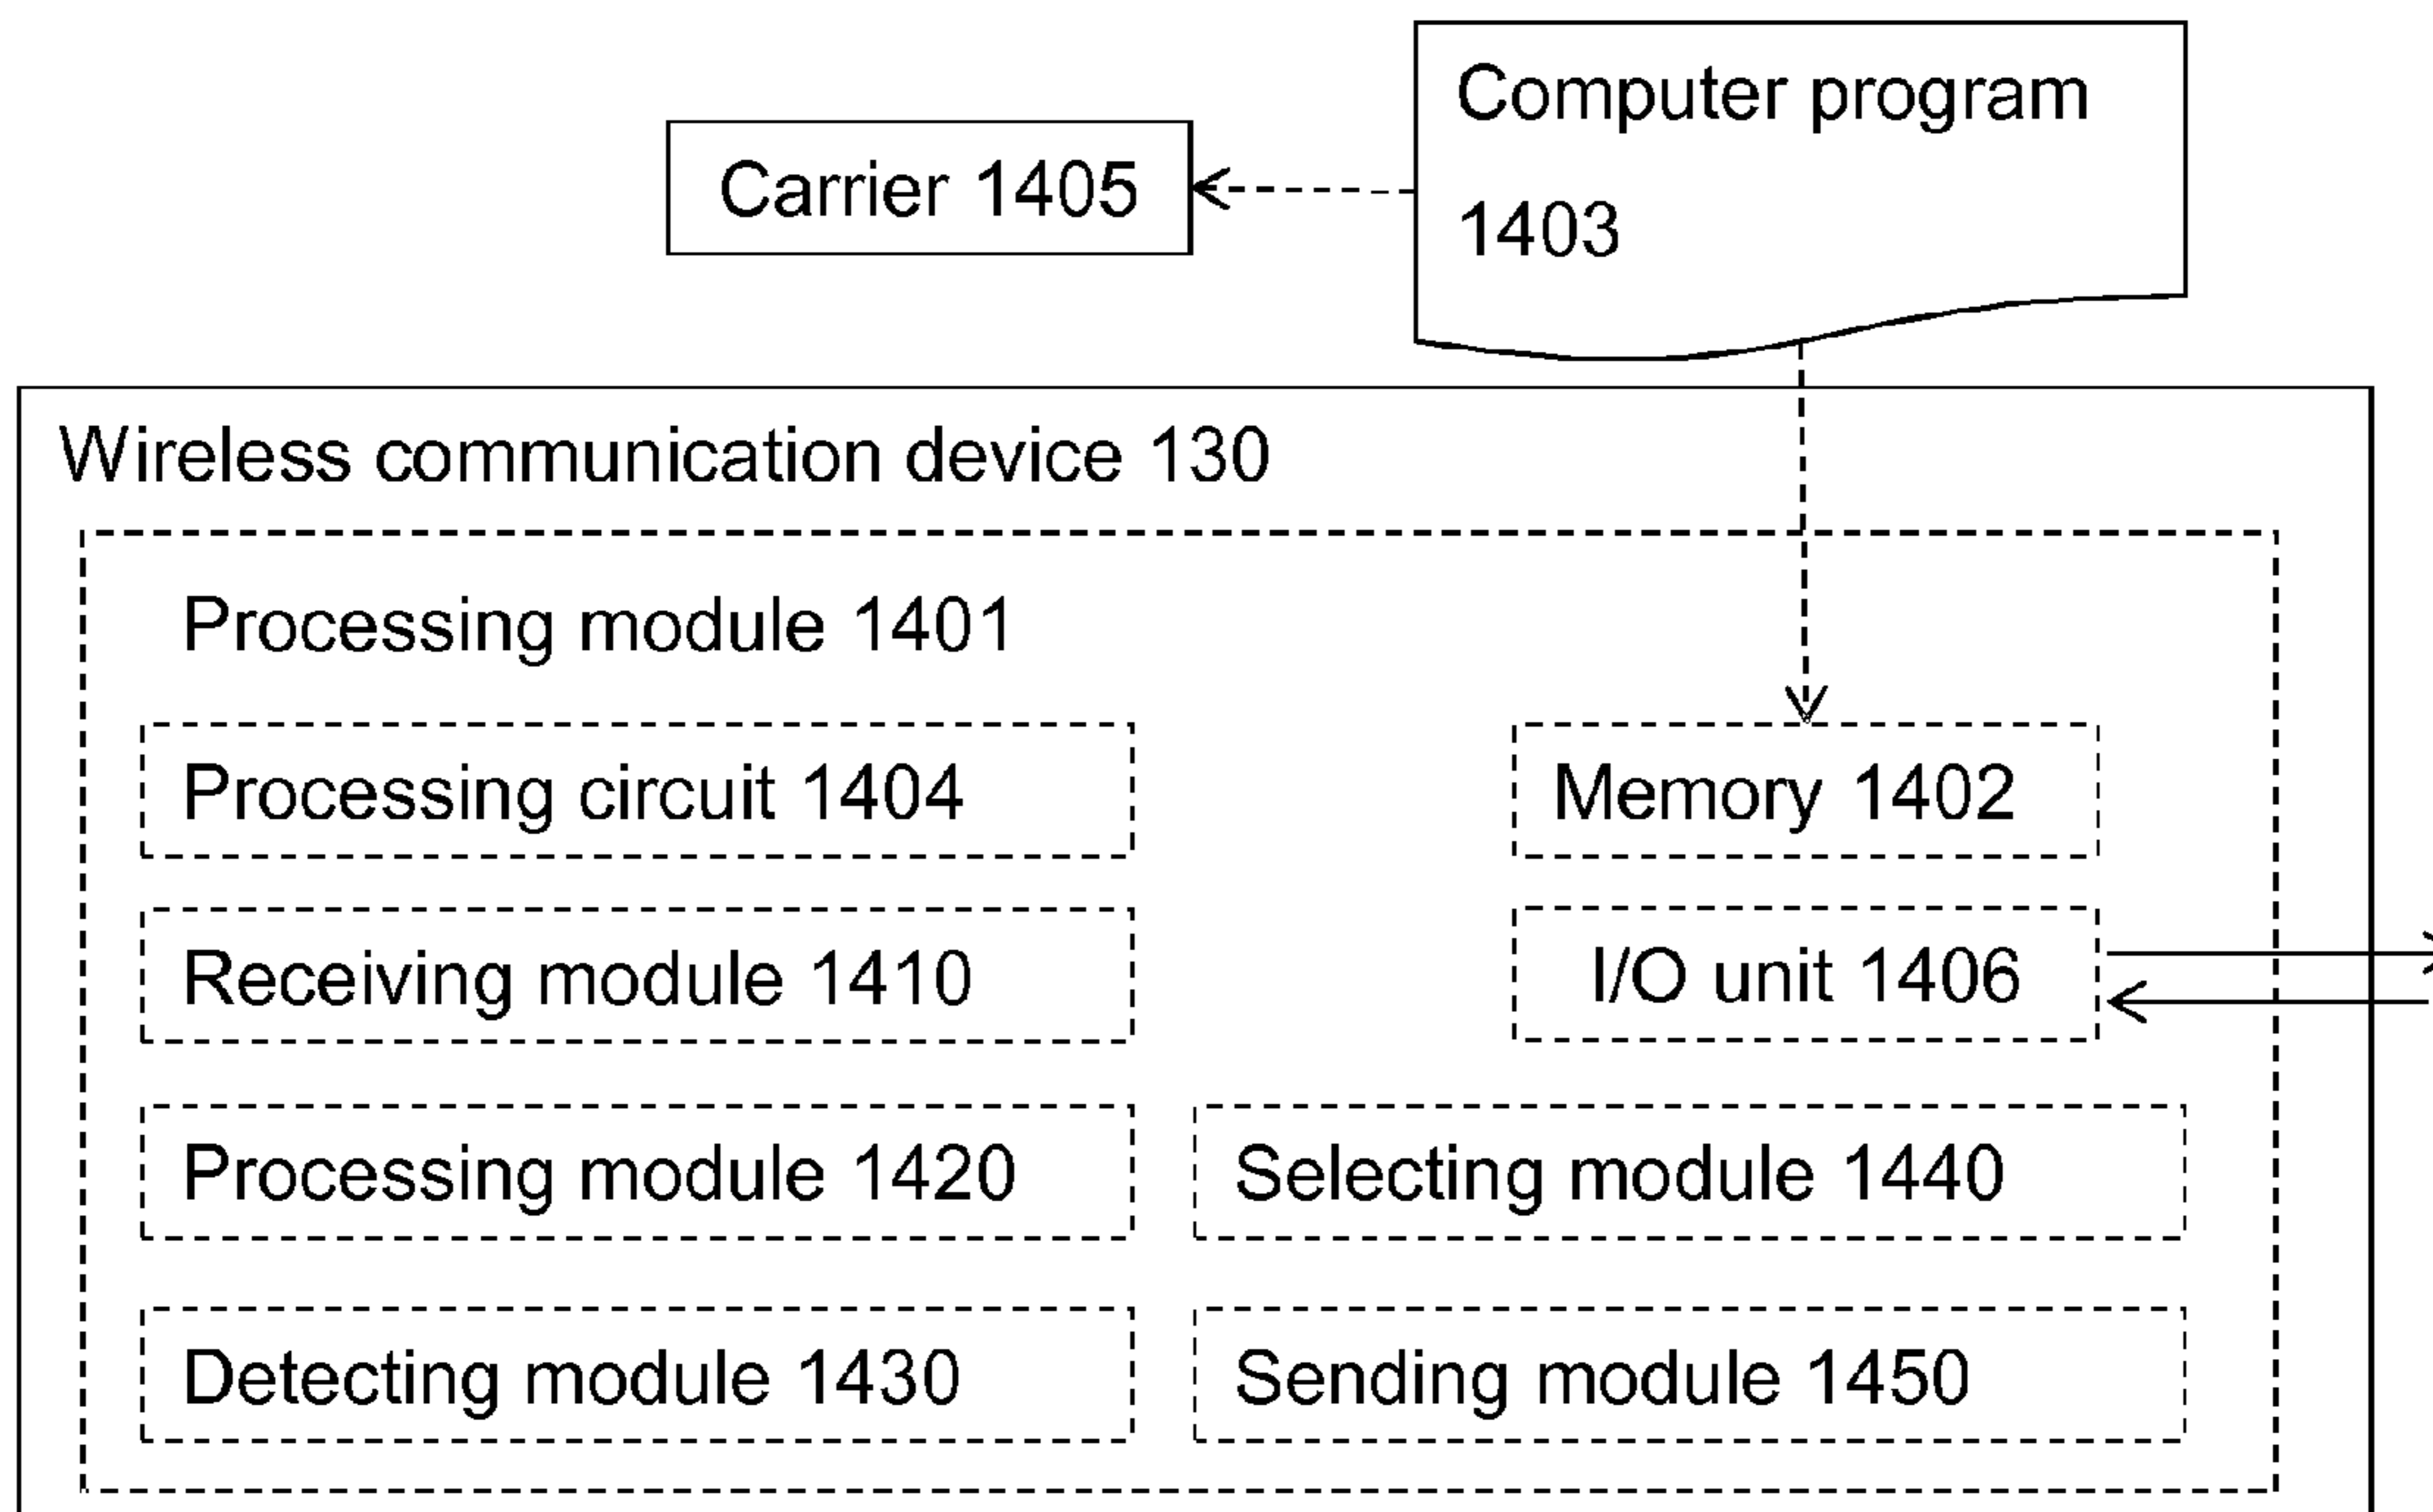 Computer program
1403
Carrier 1405
Wireless communication device 130
Processing module 1401
Processing circuit 1404
Memory 1402
Receiving module 1410
I/O unit 1406
Processing module 1420
Selecting module 1440
Detecting module 1430
Sending module 1450